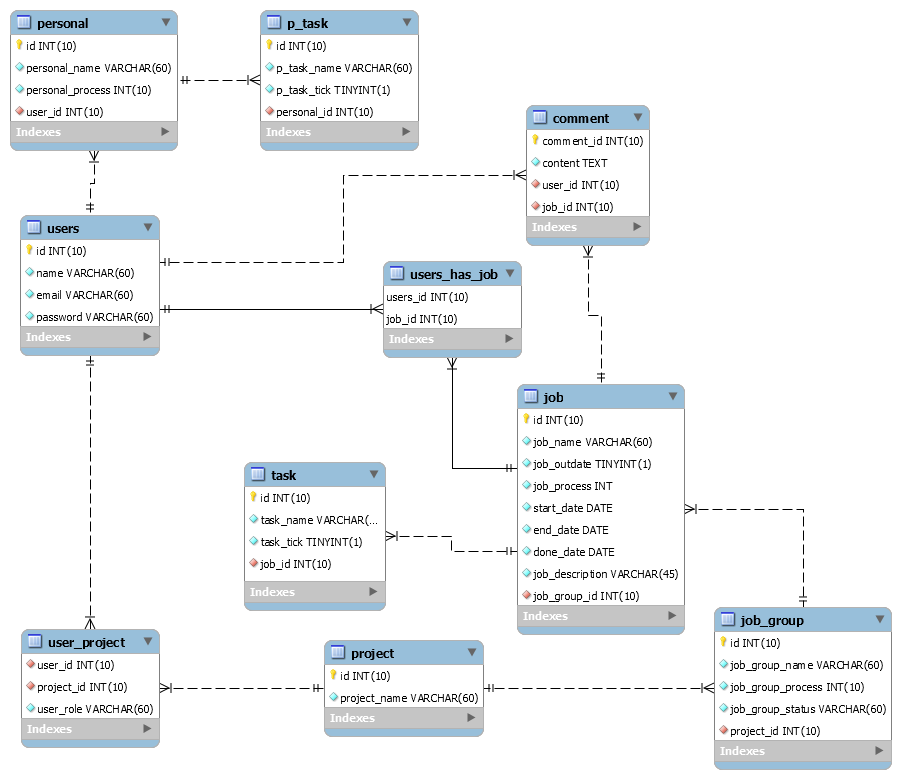 personal
id INT(10)
personal_name VARCHAR(60)
personal_process INT(10)
user_id INT(10)
Indexes
p_task
id INT(10)
p_task_name VARCHAR(60)
p_task_tick TINYINT(1)
personal_id INT(10)
Indexes
comment
comment_id INT(10)
content TEXT
user_id INT(10)
job_id INT(10)
Indexes
users
id INT(10)
name VARCHAR(60)
email VARCHAR(60)
password VARCHAR(60)
Indexes
users_has_job
users_id INT(10)
job_id INT(10)
Indexes
job
id INT(10)
job_name VARCHAR(60)
job_outdate TINYINT(1)
job_process INT
start_date DATE
end_date DATE
done_date DATE
job_description VARCHAR(45)
job_group_id INT(10)
Indexes
task
id INT(10)
task_name VARCHAR(...
task_tick TINYINT(1)
job_id INT(10)
Indexes
user_project
user_id INT(10)
project_id INT(10)
user_role VARCHAR(60)
Indexes
project
id INT(10)
project_name VARCHAR(60)
Indexes
job_group
id INT(10)
job_group_name VARCHAR(60)
job_group_process INT(10)
job_group_status VARCHAR(60)
project_id INT(10)
Indexes